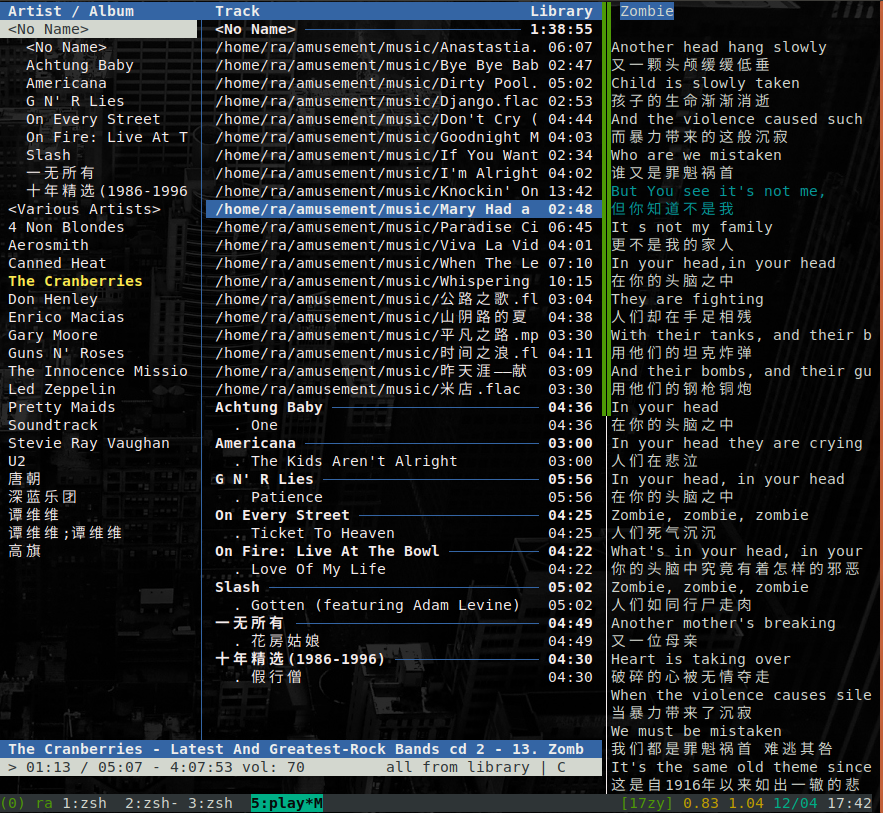 Artist / Album
<No Name>
<No Name>
Achtung Baby
Americana
G N' R Lies
On Every Street
On Fire: Live At T
Slash
一无所有
十年精选(1986-1996
<Various Artists>
4 Non Blondes
Aerosmith
Canned Heat
The Cranberries
Don Henley
Enrico Macias
Gary Moore
Guns N' Roses
The Innocence Missio
Led Zeppelin
Pretty Maids
Soundtrack
Stevie Ray Vaughan
U2
唐朝
深蓝乐团
谭维维
谭维维;谭维维
高旗
Track Library
<No Name> 1:38:55
/home/ra/amusement/music/Anastastia. 06:07
/home/ra/amusement/music/Bye Bye Bab 02:47
/home/ra/amusement/music/Dirty Pool. 05:02
/home/ra/amusement/music/Django.flac 02:53
/home/ra/amusement/music/Don't Cry ( 04:44
/home/ra/amusement/music/Goodnight M 04:03
/home/ra/amusement/music/If You Want 02:34
/home/ra/amusement/music/I'm Alright 04:02
/home/ra/amusement/music/Knockin' On 13:42
/home/ra/amusement/music/Mary Had a 02:48
/home/ra/amusement/music/Paradise Ci 06:45
/home/ra/amusement/music/Viva La Vid 04:01
/home/ra/amusement/music/When The Le 07:10
/home/ra/amusement/music/Whispering 10:15
/home/ra/amusement/music/公路之歌.fl 03:04
/home/ra/amusement/music/山阴路的夏 04:38
/home/ra/amusement/music/平凡之路.mp 03:30
/home/ra/amusement/music/时间之浪.fl 04:11
/home/ra/amusement/music/昨天涯——献 03:09
/home/ra/amusement/music/米店.flac 03:30
Achtung Baby 04:36
. One 04:36
Americana 03:00
. The Kids Aren't Alright 03:00
G N' R Lies 05:56
. Patience 05:56
On Every Street 04:25
. Ticket To Heaven 04:25
On Fire: Live At The Bowl 04:22
. Love Of My Life 04:22
Slash 05:02
. Gotten (featuring Adam Levine) 05:02
一无所有 04:49
. 花房姑娘 04:49
十年精选(1986-1996) 04:30
. 假行僧 04:30
The Cranberries - Latest And Greatest-Rock Bands cd 2 - 13. Zomb
> 01:13 / 05:07 - 4:07:53 vol: 70 all from library | C
Zombie
Another head hang slowly
又一颗头颅缓缓低垂
Child is slowly taken
孩子的生命渐渐消逝
And the violence caused such
而暴力带来的这般沉寂
Who are we mistaken
谁又是罪魁祸首
But You see it's not me,
但你知道不是我
It s not my family
更不是我的家人
In your head,in your head
在你的头脑之中
They are fighting
人们却在手足相残
With their tanks, and their b
用他们的坦克炸弹
And their bombs, and their gu
用他们的钢枪铜炮
In your head
在你的头脑之中
In your head they are crying
人们在悲泣
In your head, in your head
在你的头脑之中
Zombie, zombie, zombie
人们死气沉沉
What's in your head, in your
你的头脑中究竟有着怎样的邪恶
Zombie, zombie, zombie
人们如同行尸走肉
Another mother's breaking
又一位母亲
Heart is taking over
破碎的心被无情夺走
When the violence causes sile
当暴力带来了沉寂
We must be mistaken
我们都是罪魁祸首 难逃其咎
It's the same old theme since
这是自1916年以来如出一辙的悲
(0) ra 1:zsh 2:zsh- 3:zsh 5:play*M [17zy] 0.83 1.04 12/04 17:42